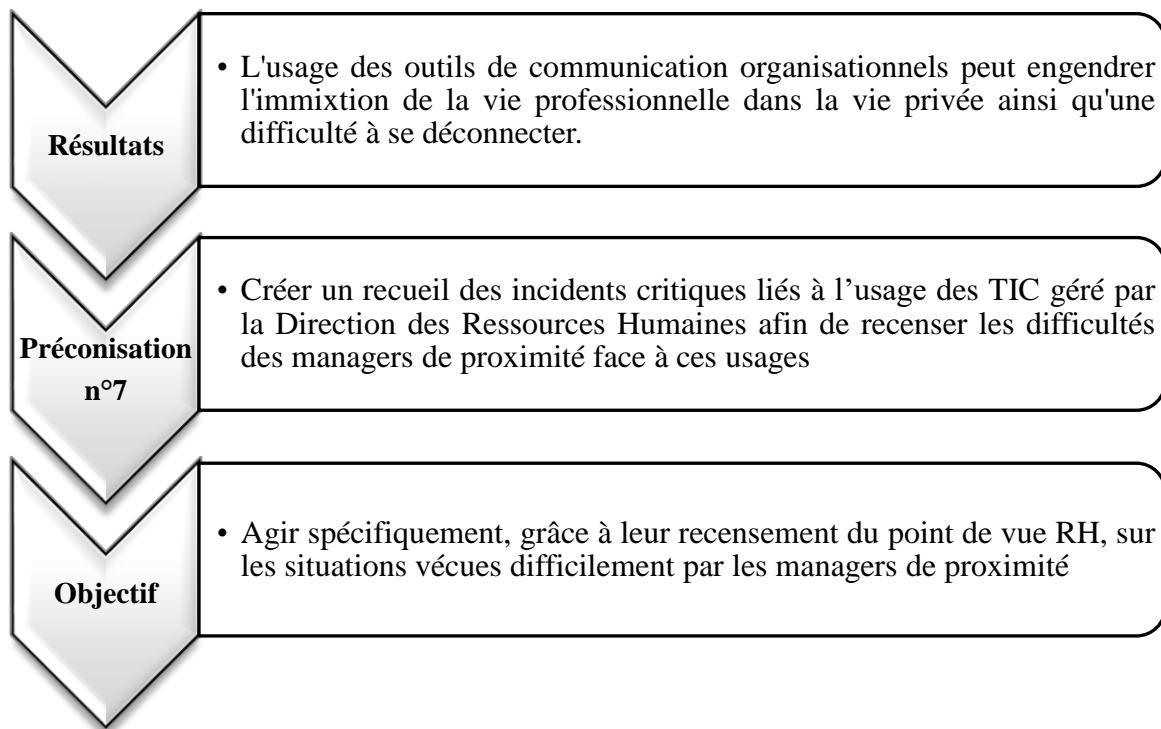 Résultats
• L'usage des outils de communication organisationnels peut engendrer
l'immixtion de la vie professionnelle dans la vie privée ainsi qu'une
difficulté à se déconnecter.
Préconisation
n°7
• Créer un recueil des incidents critiques liés à l’usage des TIC géré par
la Direction des Ressources Humaines afin de recenser les difficultés
des managers de proximité face à ces usages
Objectif
• Agir spécifiquement, grâce à leur recensement du point de vue RH, sur
les situations vécues difficilement par les managers de proximité